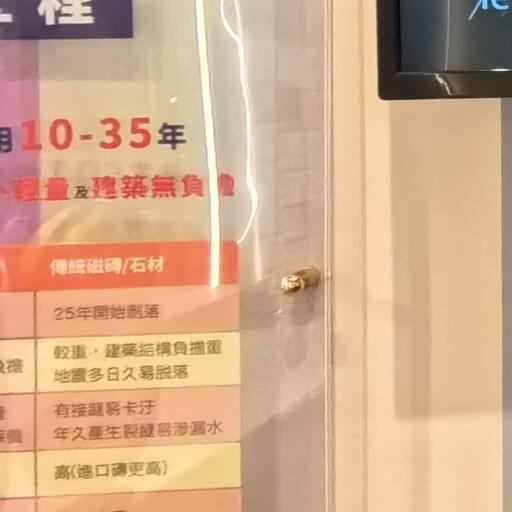 程
用10-35年
輕量及建築無負擔
傳統磁磚/石材
25年開始剝落
較重，建築結構負擔重
負擔
地震多日久易脫落
有接縫易卡汙
年久產生裂縫易滲漏水
高(進口磚更高)